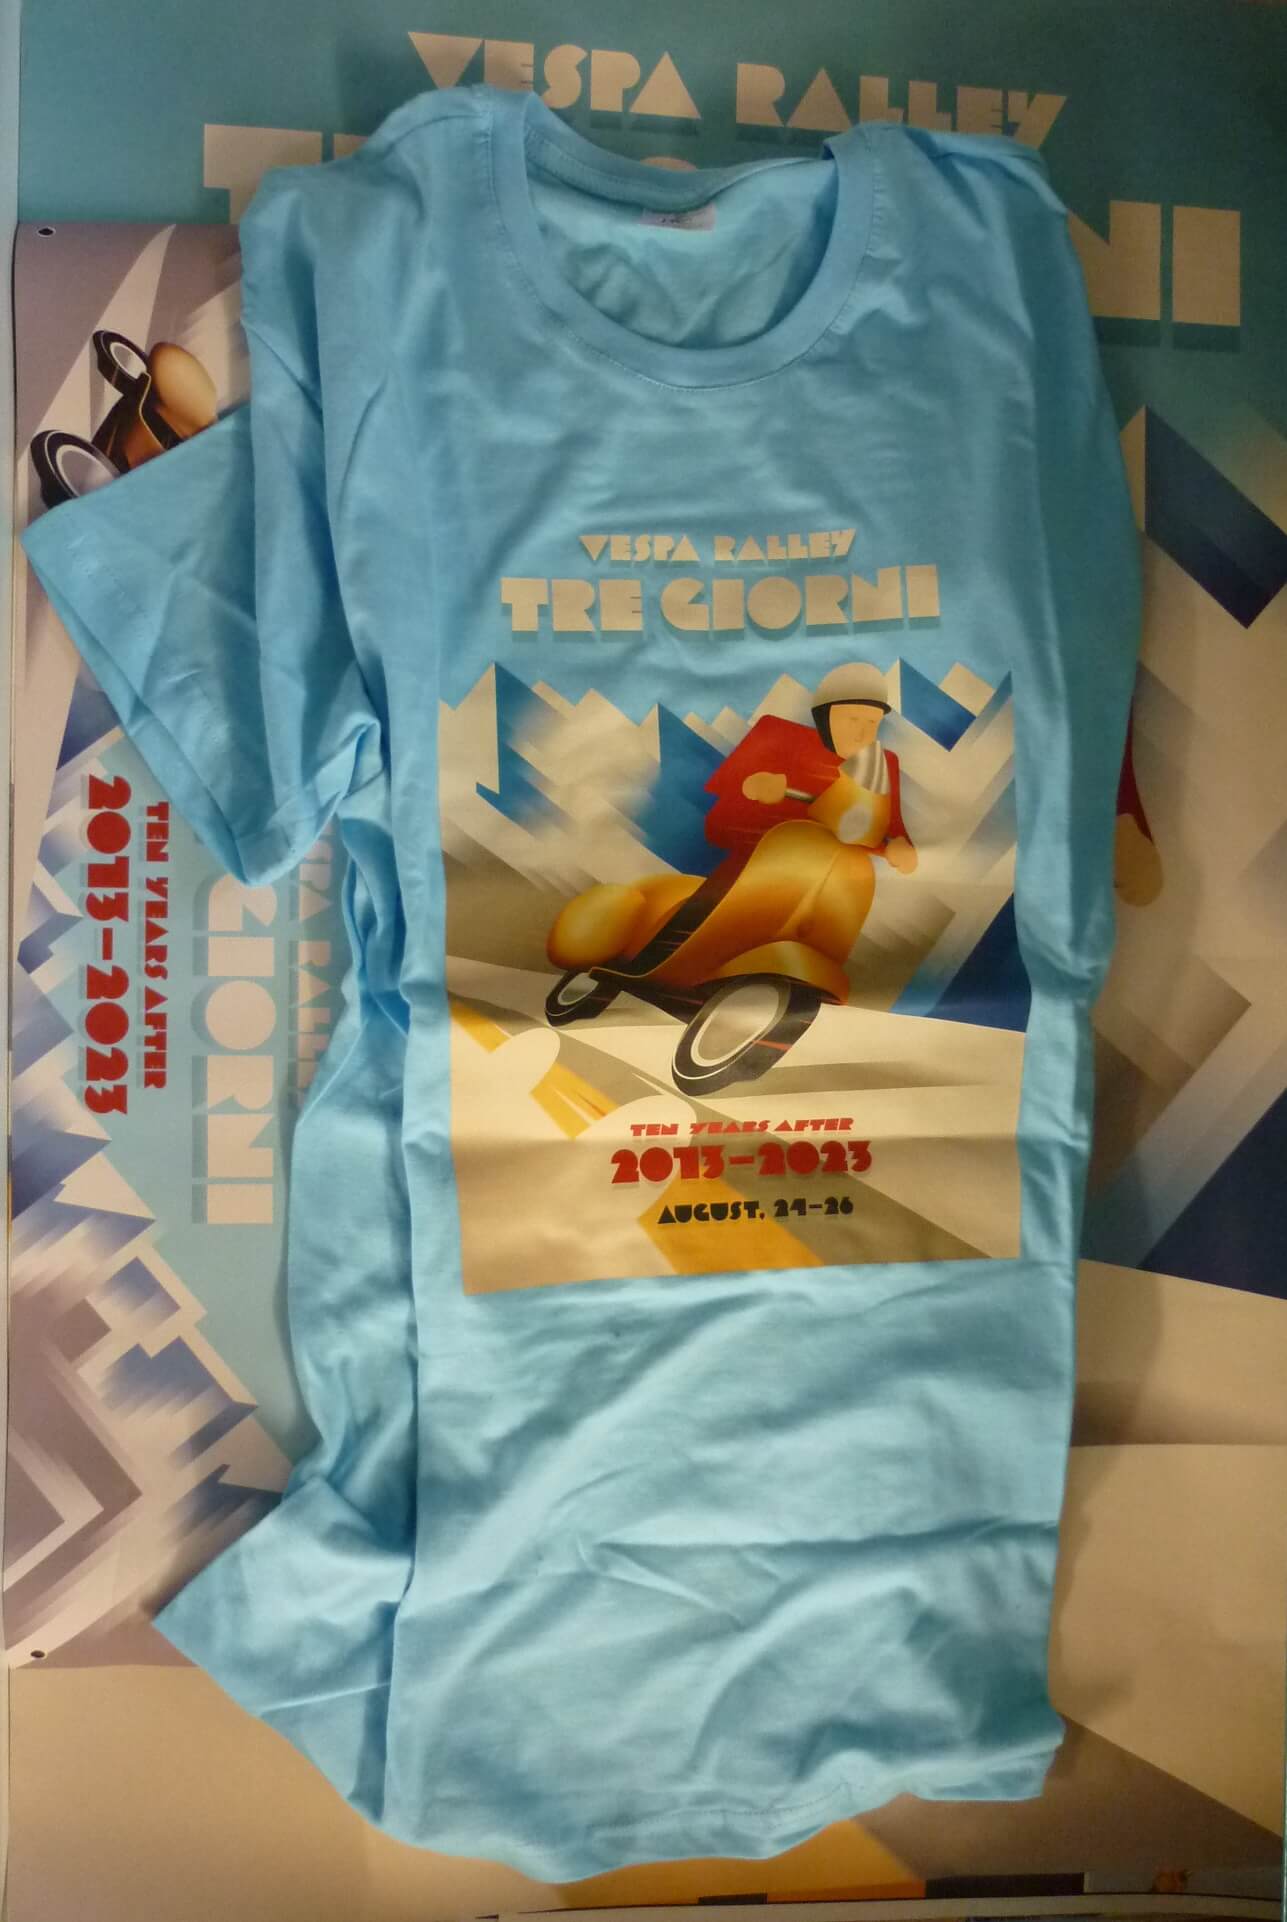 VESPA RALLEY
VESPA RALLEY
TRE GIORNI
TEN YEARS AFTER
2013–2023
AUGUST, 24–26
TEN YEARS AFTER
2013–2023